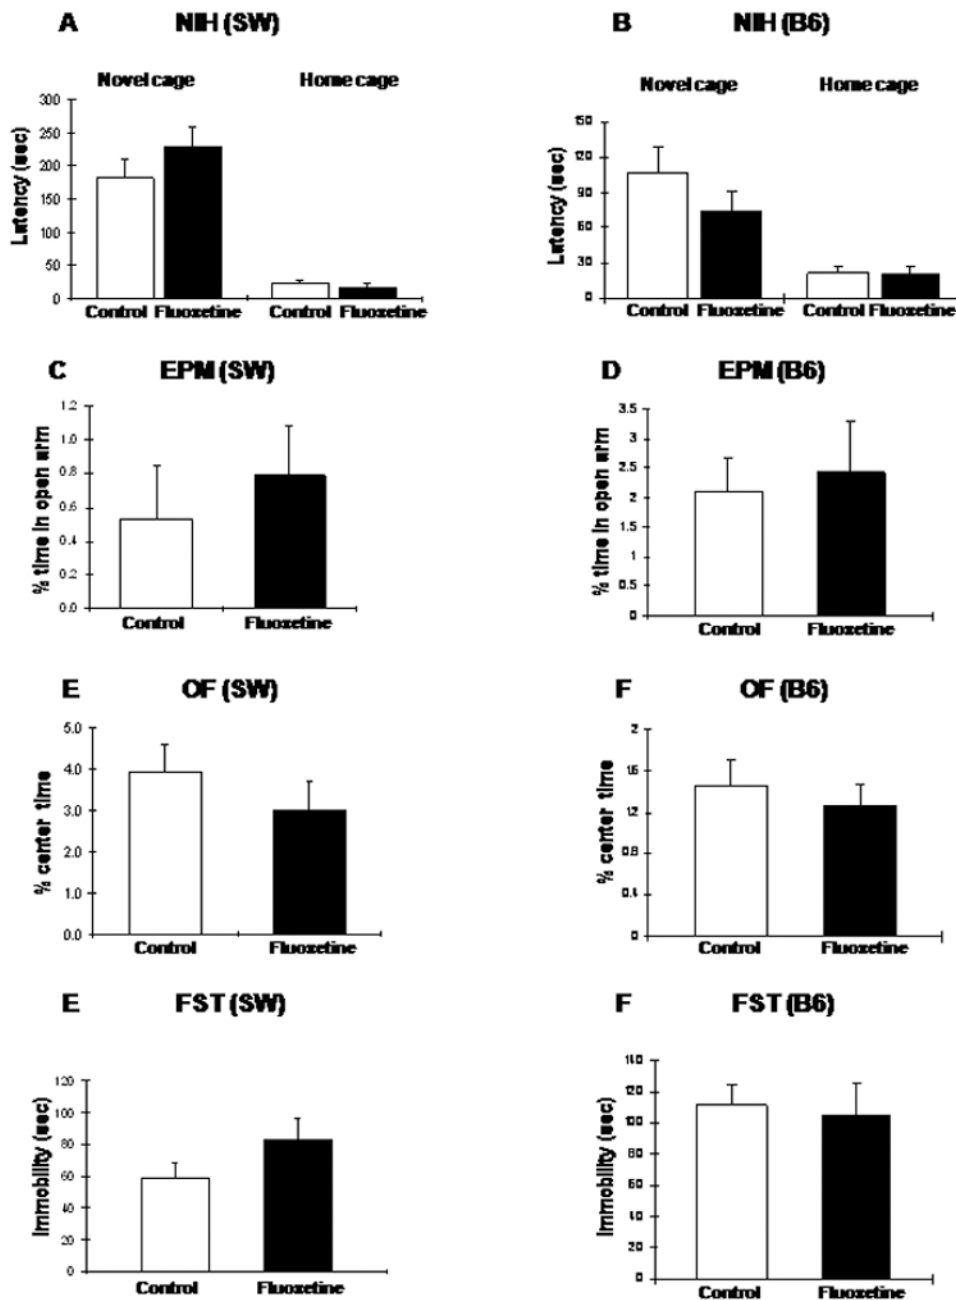 A NIH (SW)
Novel cage Home cage
300
250
200
150
100
50
0
Latency (sec)
Control Fluoxetine Control Fluoxetine
B NIH (B6)
Novel cage Home cage
150
120
90
60
30
0
Latency (sec)
Control Fluoxetine Control Fluoxetine
C EPM (SW)
1.2
1.0
0.8
0.6
0.4
0.2
0.0
% time in open arm
Control Fluoxetine
D EPM (B6)
3.5
3
2.5
2
1.5
1
0.5
0
% time in open arm
Control Fluoxetine
E OF (SW)
5.0
4.0
3.0
2.0
1.0
0.0
% center time
Control Fluoxetine
F OF (B6)
2
1.6
1.2
0.8
0.4
0
% center time
Control Fluoxetine
E FST (SW)
120
100
80
60
40
20
0
Immobility (sec)
Control Fluoxetine
F FST (B6)
140
120
100
80
60
40
20
0
Immobility (sec)
Control Fluoxetine